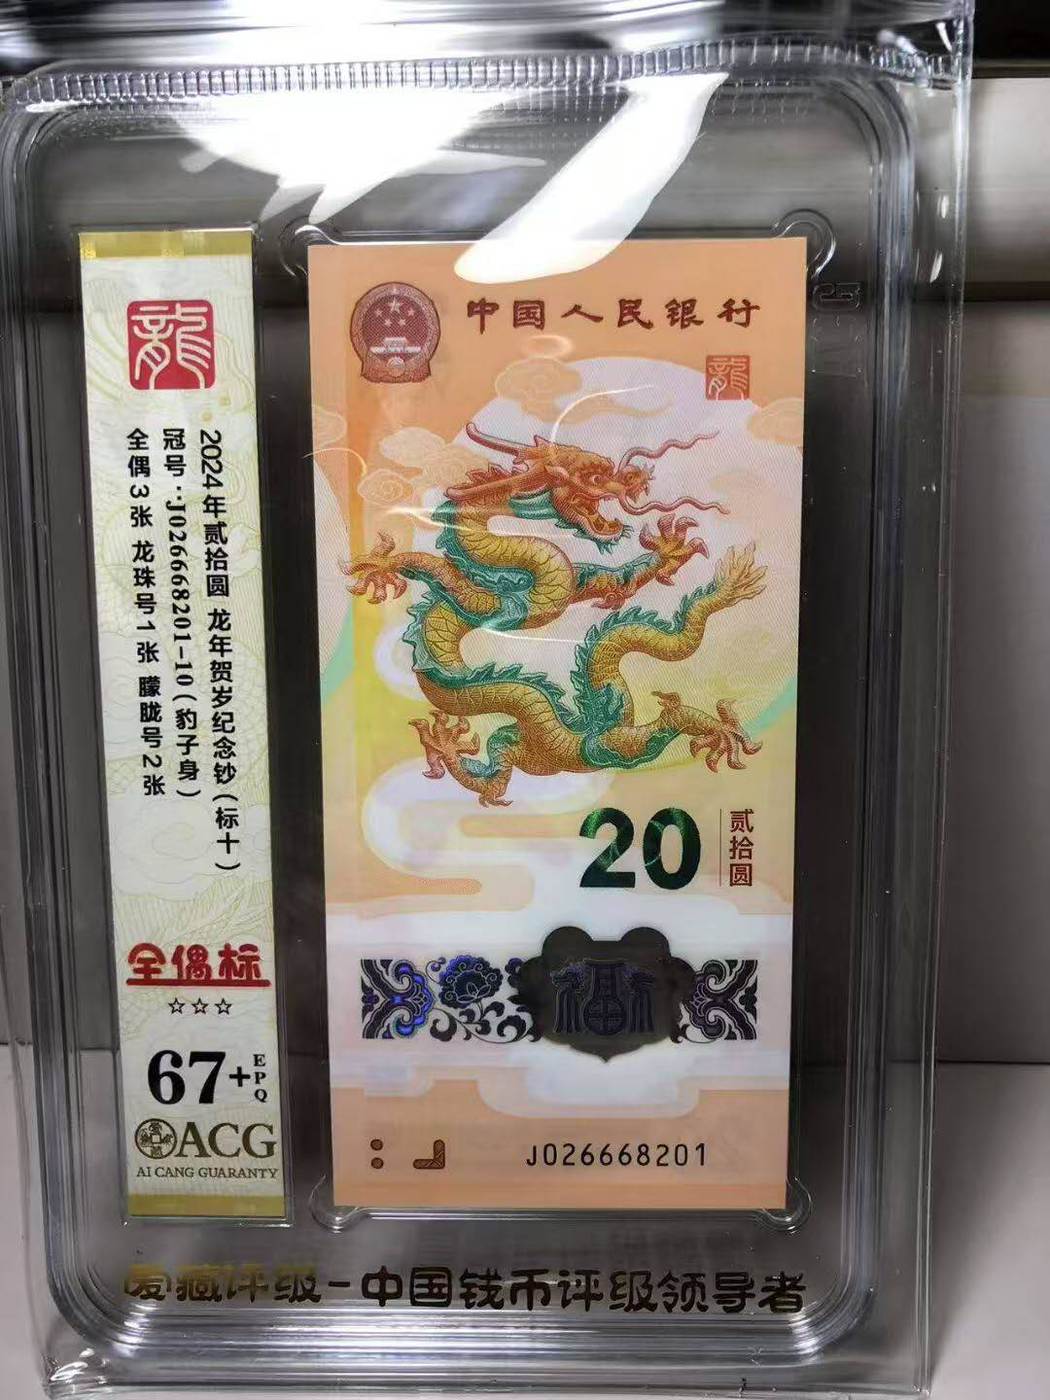 龍
2024年贰拾圆 龙年贺岁纪念钞(标十)
冠号:J026668201-10(豹子身)
全偶3张 龙珠号1张 朦胧号2张
全偶标
☆☆☆
67+EPQ
ACG
AI CANG GUARANTY
中国人民银行
龍
20
贰拾圆
福
J026668201
爱藏评级-中国钱币评级领导者